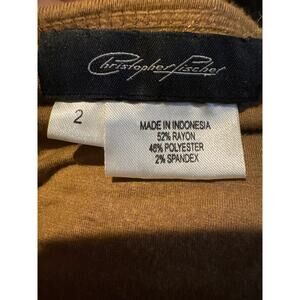 Christopher Fischer
2
MADE IN INDONESIA
52% RAYON
46% POLYESTER
2% SPANDEX